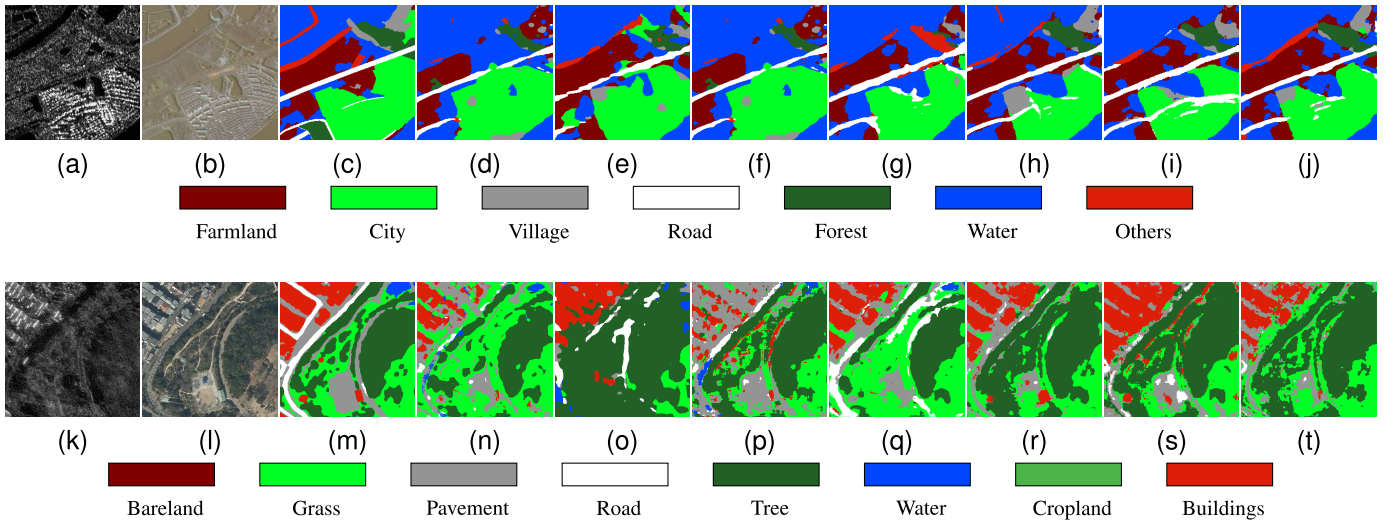 (a) (b) (c) (d) (e) (f) (g) (h) (i) (j)
Farmland City Village Road Forest Water Others
(k) (l) (m) (n) (o) (p) (q) (r) (s) (t)
Bareland Grass Pavement Road Tree Water Cropland Buildings